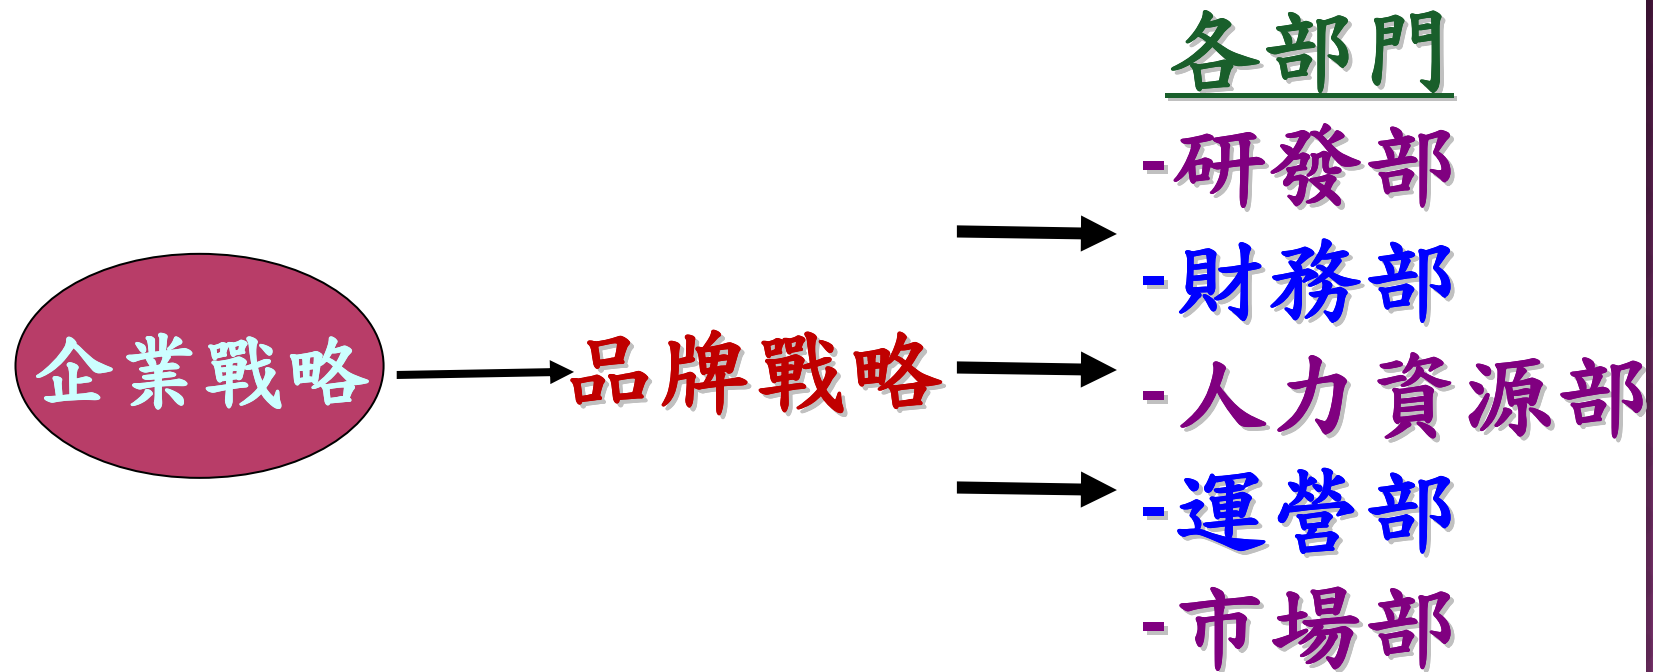 企業戰略
品牌戰略
各部門
-研發部
-財務部
-人力資源部
-運營部
-市場部